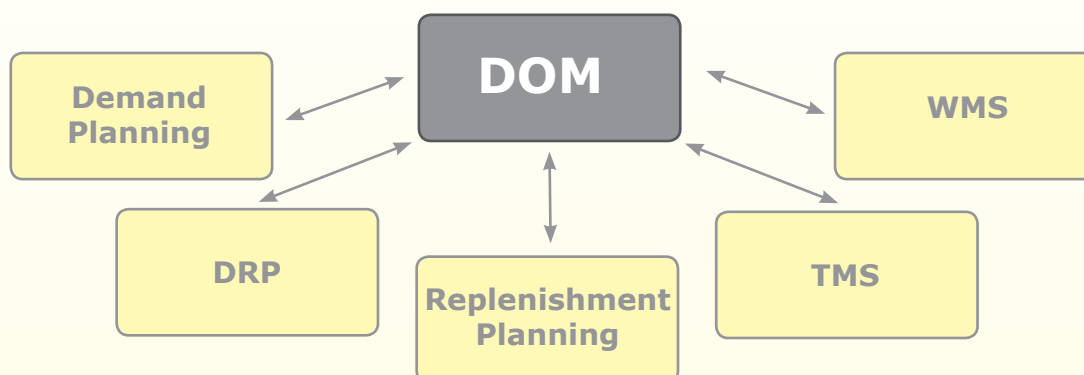 DOM
Demand
Planning
WMS
DRP
TMS
Replenishment
Planning